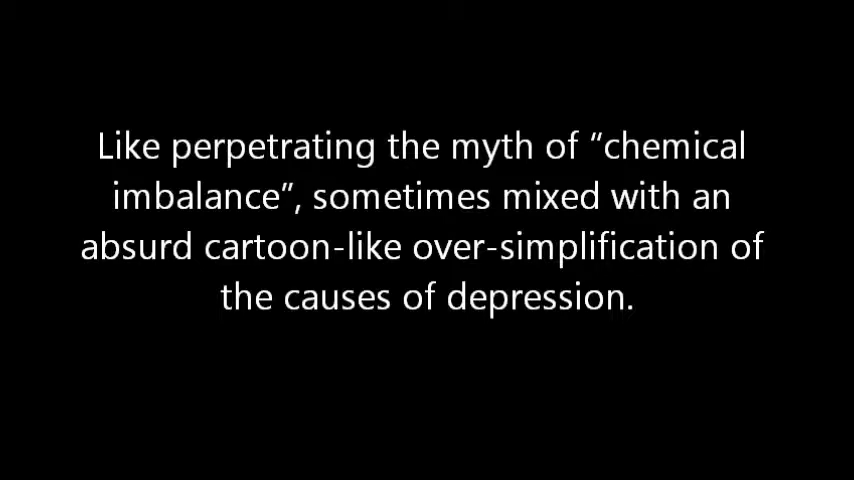 Like perpetrating the myth of “chemical
imbalance”, sometimes mixed with an
absurd cartoon-like over-simplification of
the causes of depression.